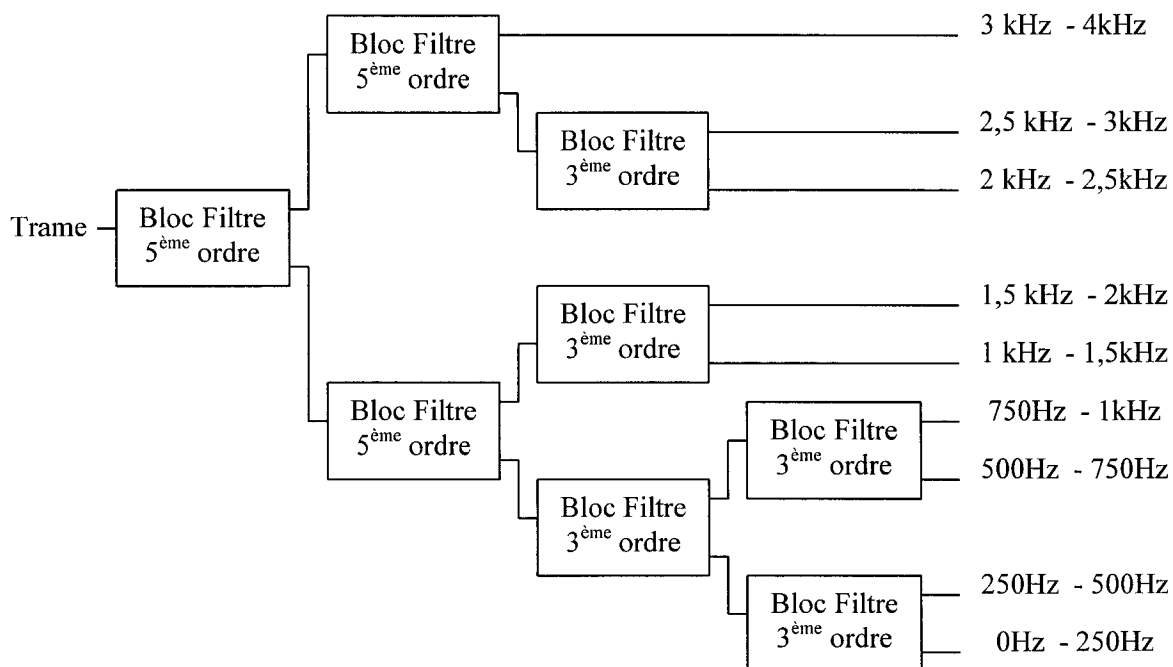 3 kHz - 4kHz
Bloc Filtre
5ème ordre
2,5 kHz - 3kHz
Bloc Filtre
3ème ordre
2 kHz - 2,5kHz
Trame
Bloc Filtre
5ème ordre
1,5 kHz - 2kHz
Bloc Filtre
3ème ordre
1 kHz - 1,5kHz
Bloc Filtre
5ème ordre
750Hz - 1kHz
Bloc Filtre
3ème ordre
500Hz - 750Hz
Bloc Filtre
3ème ordre
250Hz - 500Hz
Bloc Filtre
3ème ordre
0Hz - 250Hz